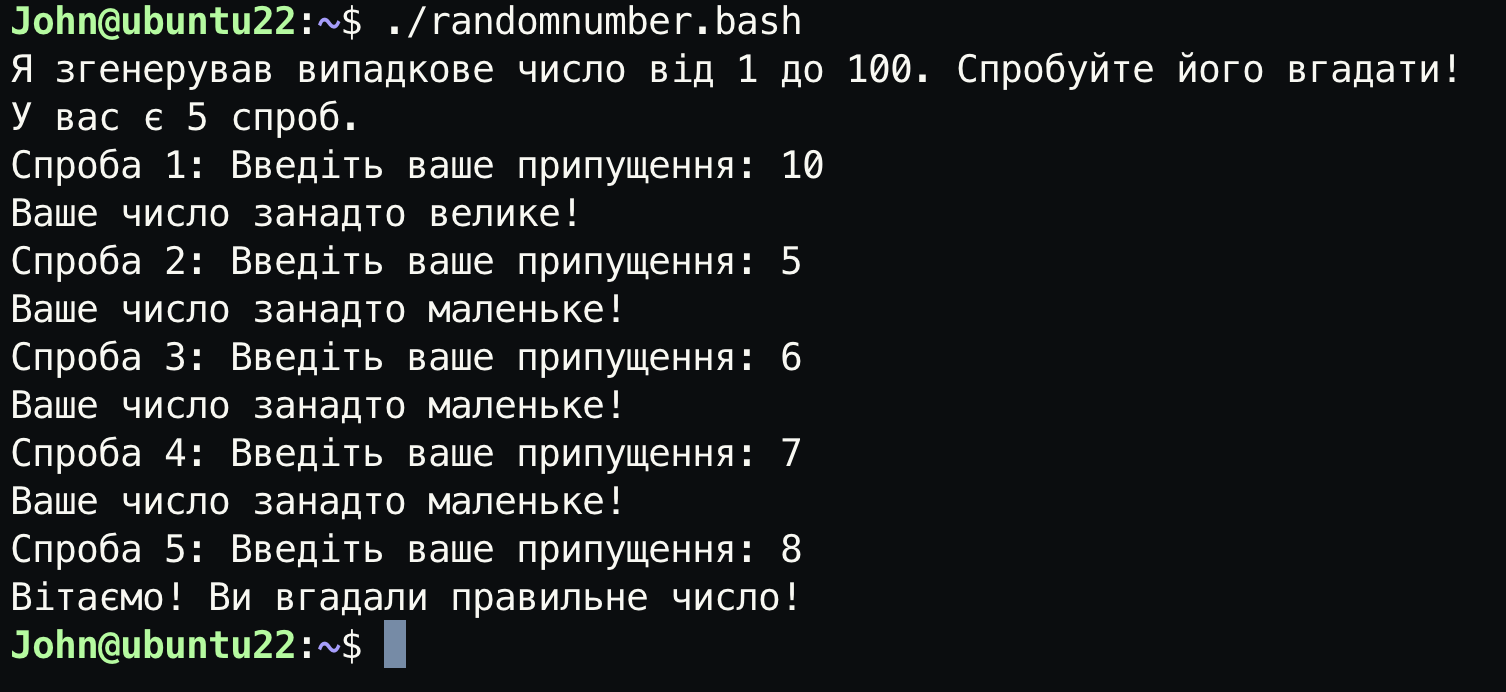 John@ubuntu22:~$ ./randomnumber.bash
Я згенерував випадкове число від 1 до 100. Спробуйте його вгадати!
У вас є 5 спроб.
Спроба 1: Введіть ваше припущення: 10
Ваше число занадто велике!
Спроба 2: Введіть ваше припущення: 5
Ваше число занадто маленьке!
Спроба 3: Введіть ваше припущення: 6
Ваше число занадто маленьке!
Спроба 4: Введіть ваше припущення: 7
Ваше число занадто маленьке!
Спроба 5: Введіть ваше припущення: 8
Вітаємо! Ви вгадали правильне число!
John@ubuntu22:~$